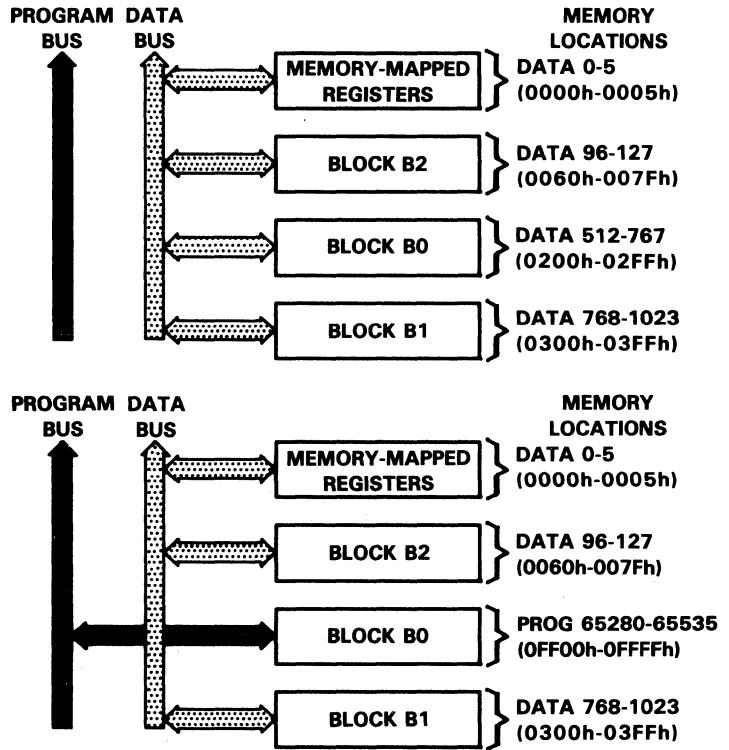 PROGRAM DATA MEMORY
BUS BUS LOCATIONS
MEMORY-MAPPED DATA 0-5
REGISTERS (0000h-0005h)
BLOCK B2 DATA 96-127
(0060h-007Fh)
BLOCK B0 DATA 512-767
(0200h-02FFh)
BLOCK B1 DATA 768-1023
(0300h-03FFh)
PROGRAM DATA MEMORY
BUS BUS LOCATIONS
MEMORY-MAPPED DATA 0-5
REGISTERS (0000h-0005h)
BLOCK B2 DATA 96-127
(0060h-007Fh)
BLOCK B0 PROG 65280-65535
(0FF00h-0FFFFh)
BLOCK B1 DATA 768-1023
(0300h-03FFh)